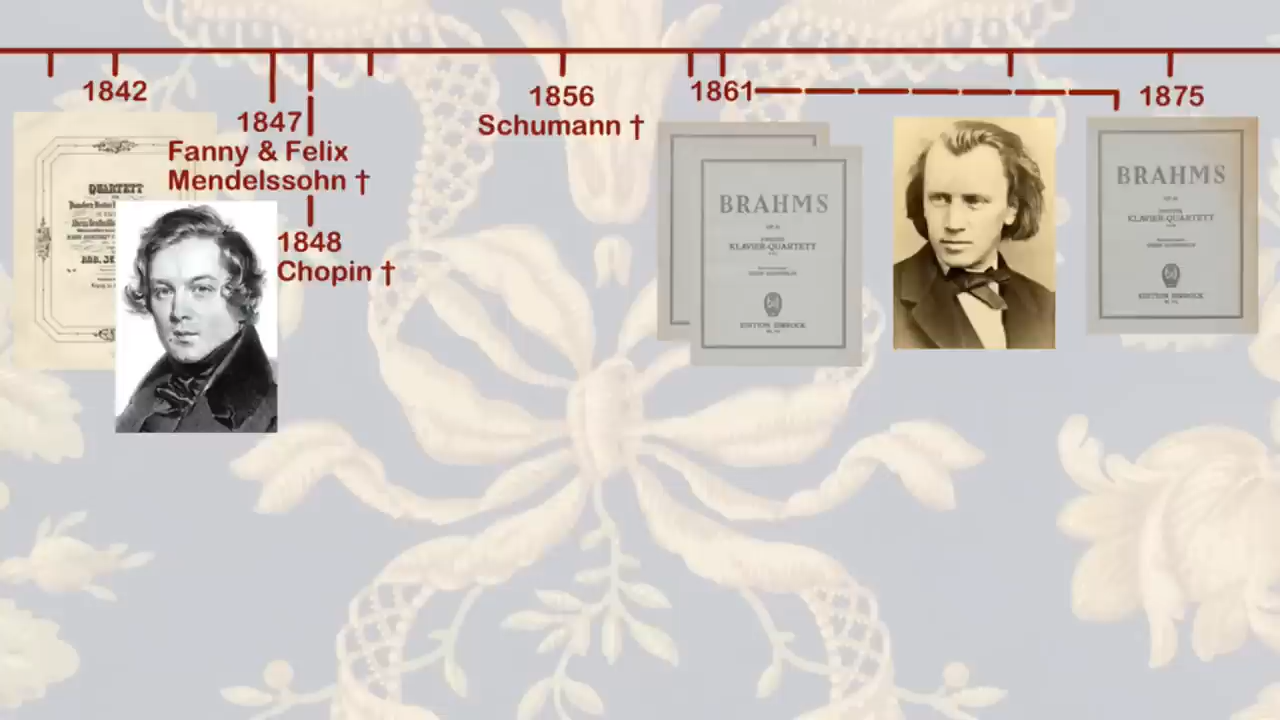 1842
1847
Fanny & Felix
Mendelssohn †
1848
Chopin †
1856
Schumann †
1861
1875
QUARTETT
BRAHMS
KLAVIER-QUARTETT
EDITION SIMROCK
BRAHMS
KLAVIER-QUARTETT
EDITION SIMROCK